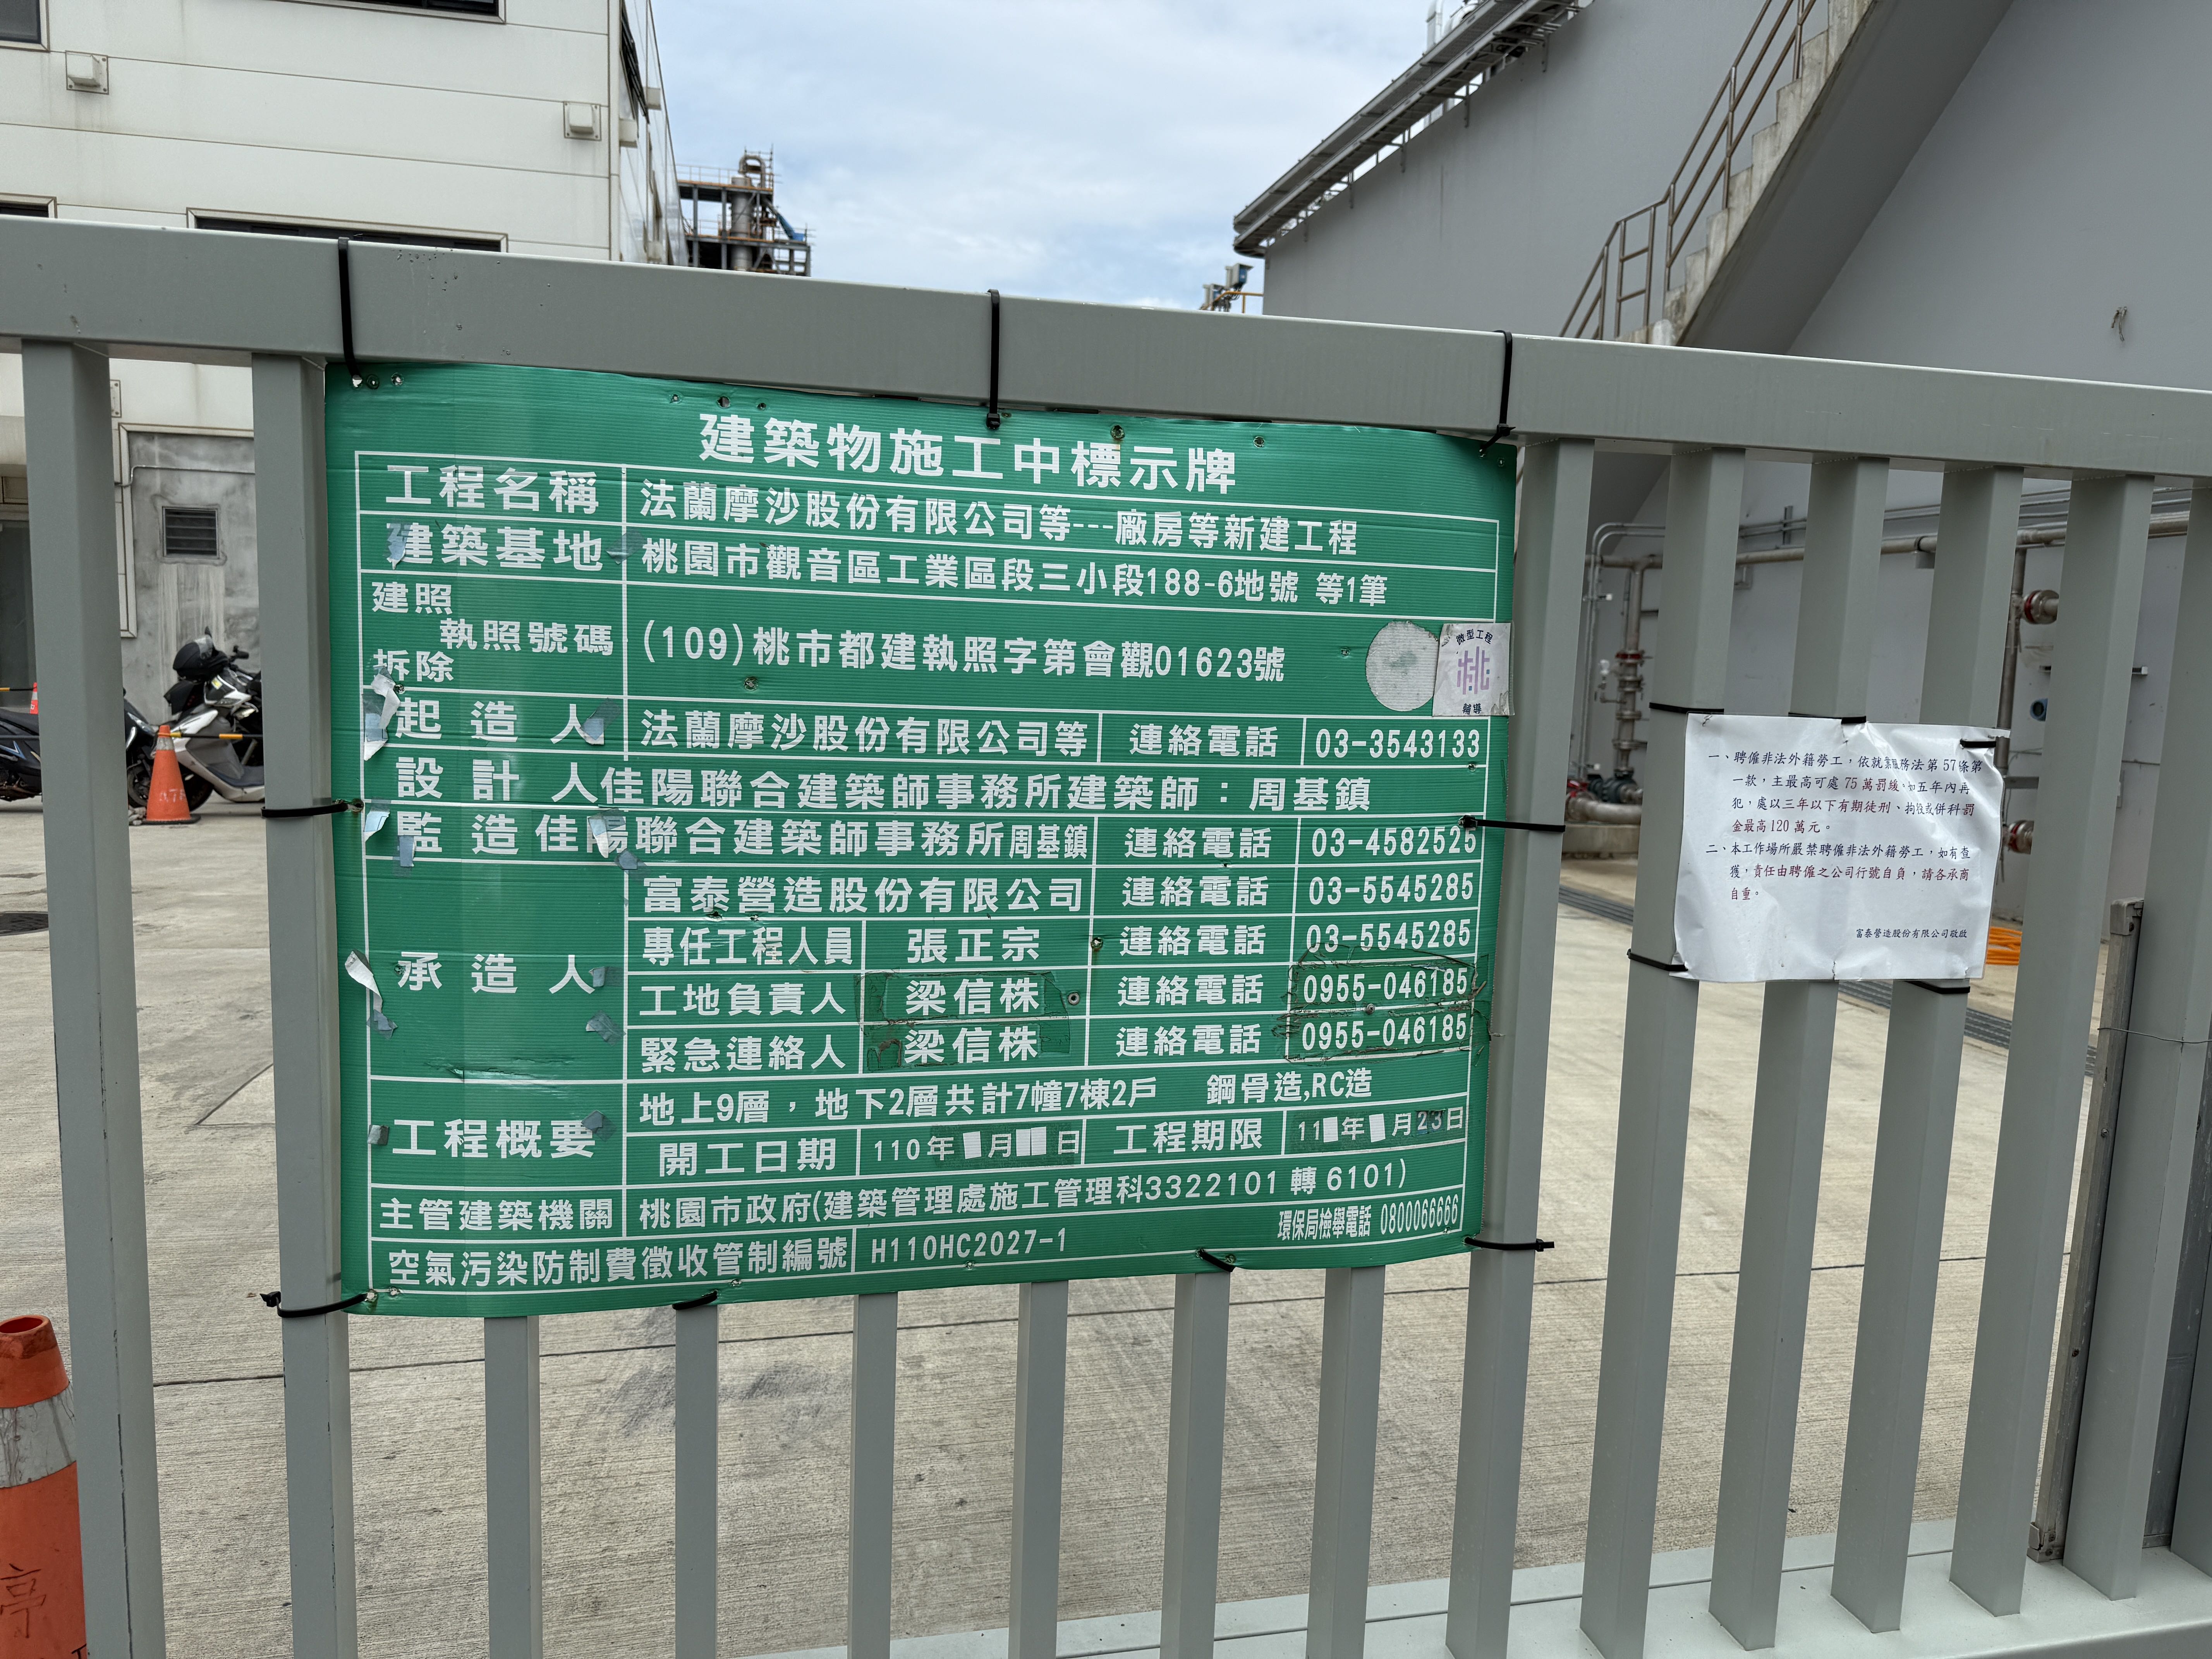 建築物施工中標示牌
工程名稱 法蘭摩沙股份有限公司等---廠房等新建工程
建築基地 桃園市觀音區工業區段三小段188-6地號 等1筆
建照
執照號碼 (109)桃市都建執照字第會觀01623號
拆除
微型工程
桃
輔導
起造人 法蘭摩沙股份有限公司等 連絡電話 03-3543133
設計人 佳陽聯合建築師事務所建築師：周基鎮
監造 佳陽聯合建築師事務所周基鎮 連絡電話 03-4582525
承造人 富泰營造股份有限公司 連絡電話 03-5545285
專任工程人員 張正宗 連絡電話 03-5545285
工地負責人 梁信株 連絡電話 0955-046185
緊急連絡人 梁信株 連絡電話 0955-046185
工程概要 地上9層，地下2層共計7幢7棟2戶 鋼骨造,RC造
開工日期 110年 月 日 工程期限 11 年 月23日
主管建築機關 桃園市政府(建築管理處施工管理科3322101 轉 6101)
空氣污染防制費徵收管制編號 H110HC2027-1 環保局檢舉電話 0800066666
一、聘僱非法外籍勞工，依就業服務法第57條第
一款，主最高可處75萬罰緩，如五年內再
犯，處以三年以下有期徒刑、拘役或併科罰
金最高120萬元。
二、本工作場所嚴禁聘僱非法外籍勞工，如有查
獲，責任由聘僱之公司行號自負，請各承商
自重。
富泰營造股份有限公司啟
停